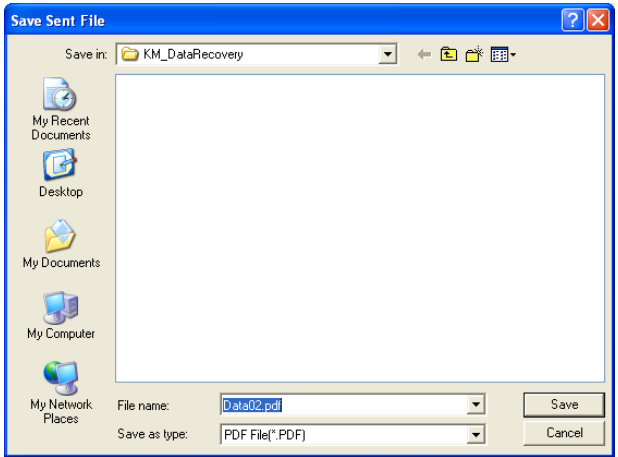 Save Sent File
Save in:
KM_DataRecovery
My Recent
Documents
Desktop
My Documents
My Computer
My Network
Places
File name:
Data02.pdf
Save
Save as type:
PDF File(*.PDF)
Cancel